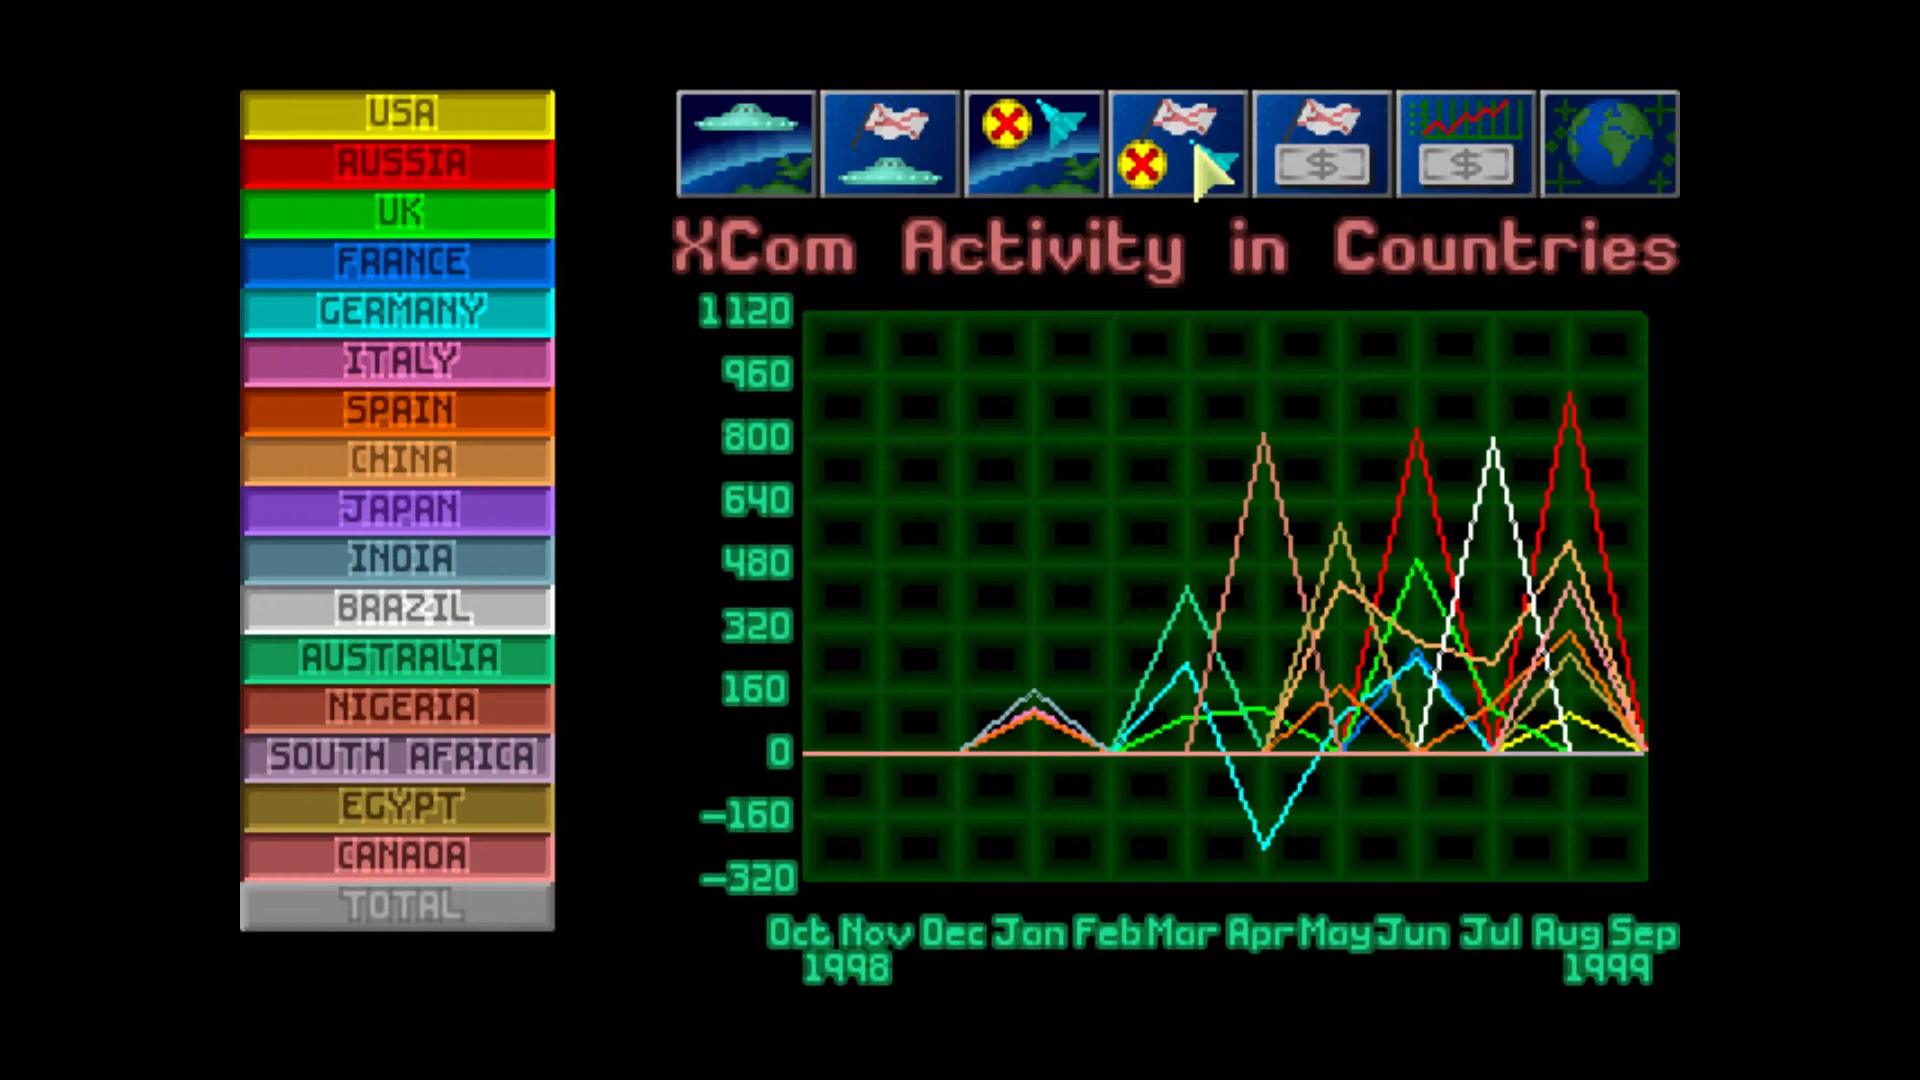 USA
RUSSIA
UK
FRANCE
GERMANY
ITALY
SPAIN
CHINA
JAPAN
INDIA
BRAZIL
AUSTRALIA
NIGERIA
SOUTH AFRICA
EGYPT
CANADA
TOTAL
$ $
XCom Activity in Countries
1120
960
800
640
480
320
160
0
-160
-320
Oct Nov Dec Jan Feb Mar Apr May Jun Jul Aug Sep
1998 1999